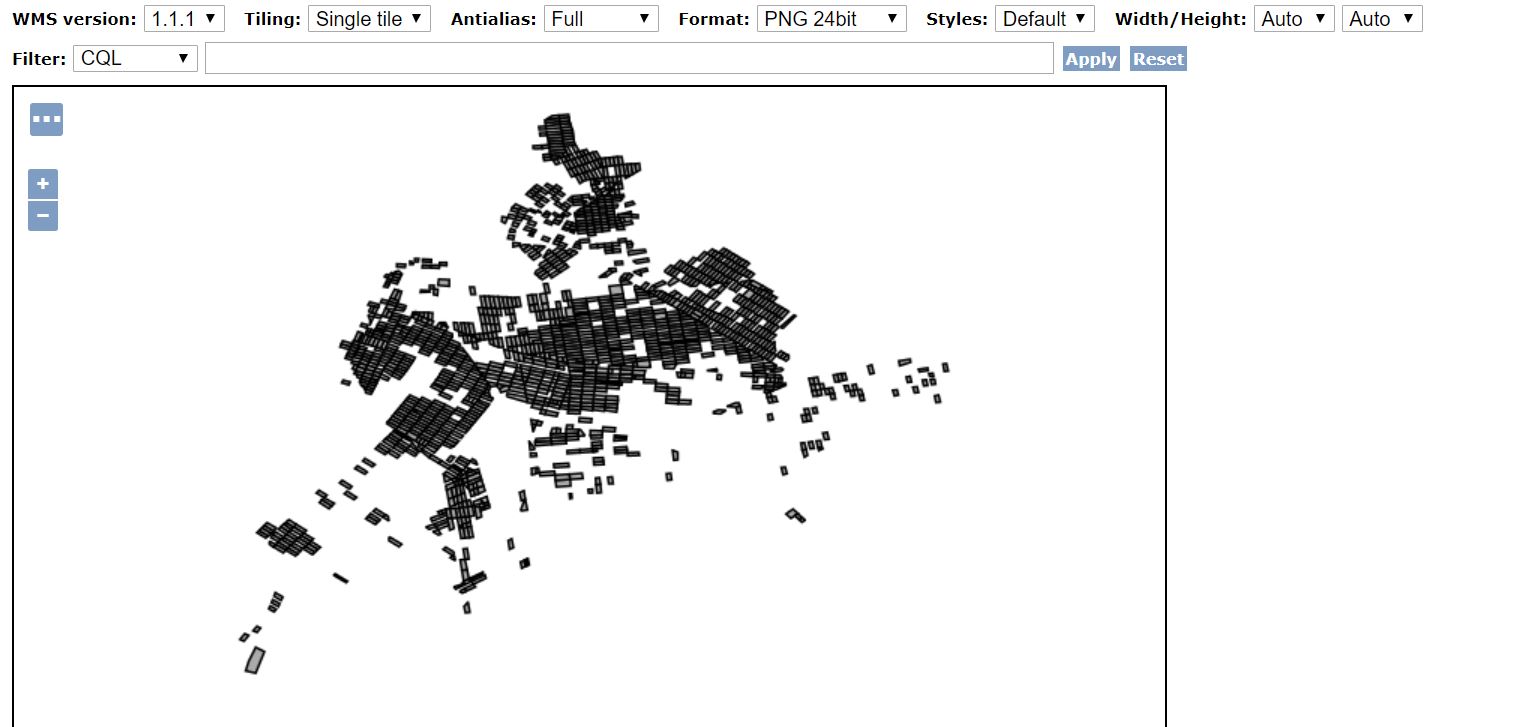 WMS version: 1.1.1 Tiling: Single tile Antialias: Full Format: PNG 24bit Styles: Default Width/Height: Auto Auto
Filter: CQL Apply Reset
...
+
−